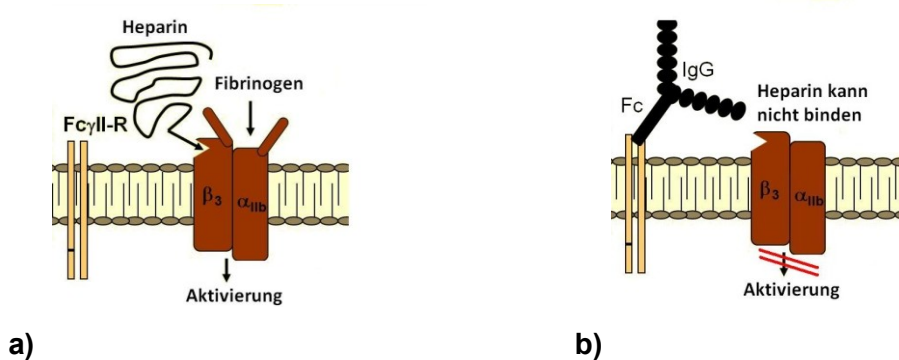 Heparin
Fibrinogen
FcγII-R
β3
αIIb
Aktivierung
a)
IgG
Fc
Heparin kann
nicht binden
β3
αIIb
Aktivierung
b)